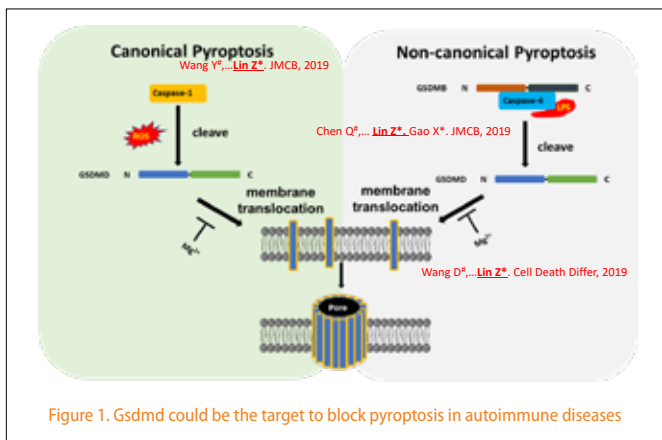 Canonical Pyroptosis
Wang Y#,...Lin Z*. JMCB, 2019
Caspase-1
ROS
cleave
GSDMD N C
membrane
translocation
Mg2+
Non-canonical Pyroptosis
GSDMB N C
Caspase-4
LPS
Chen Q#,... Lin Z*, Gao X*. JMCB, 2019
cleave
GSDMD N C
membrane
translocation
Mg2+
Wang D#,...Lin Z*. Cell Death Differ, 2019
Pore
Figure 1. Gsdmd could be the target to block pyroptosis in autoimmune diseases